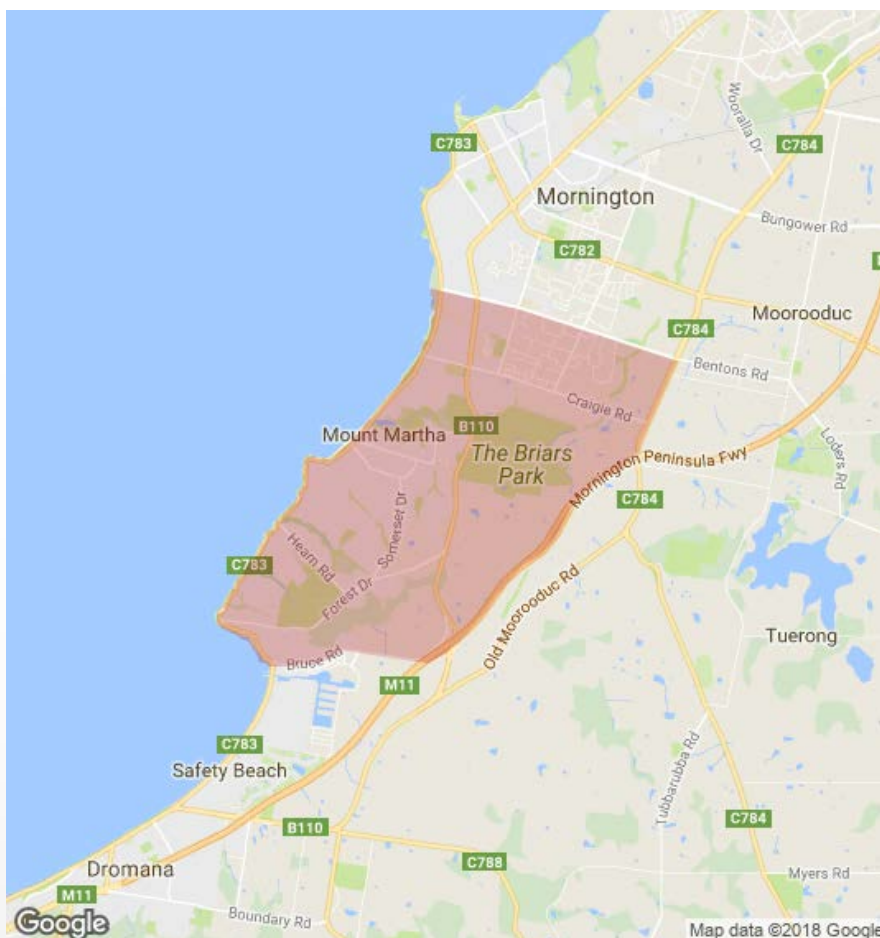 Wooralla Dr
C783
C784
Mornington
Bungower Rd
C782
Moorooduc
C784
Bentons Rd
Craigie Rd
Mount Martha
B110
The Briars
Park
Mornington Peninsula Fwy
Loders Rd
C784
Somerset Dr
Hearn Rd
C783
Forest Dr
Old Moorooduc Rd
Tuerong
Bruce Rd
M11
C783
Safety Beach
Tubbarubba Rd
B110
C784
C788
Dromana
Myers Rd
M11
Boundary Rd
Google
Map data ©2018 Google